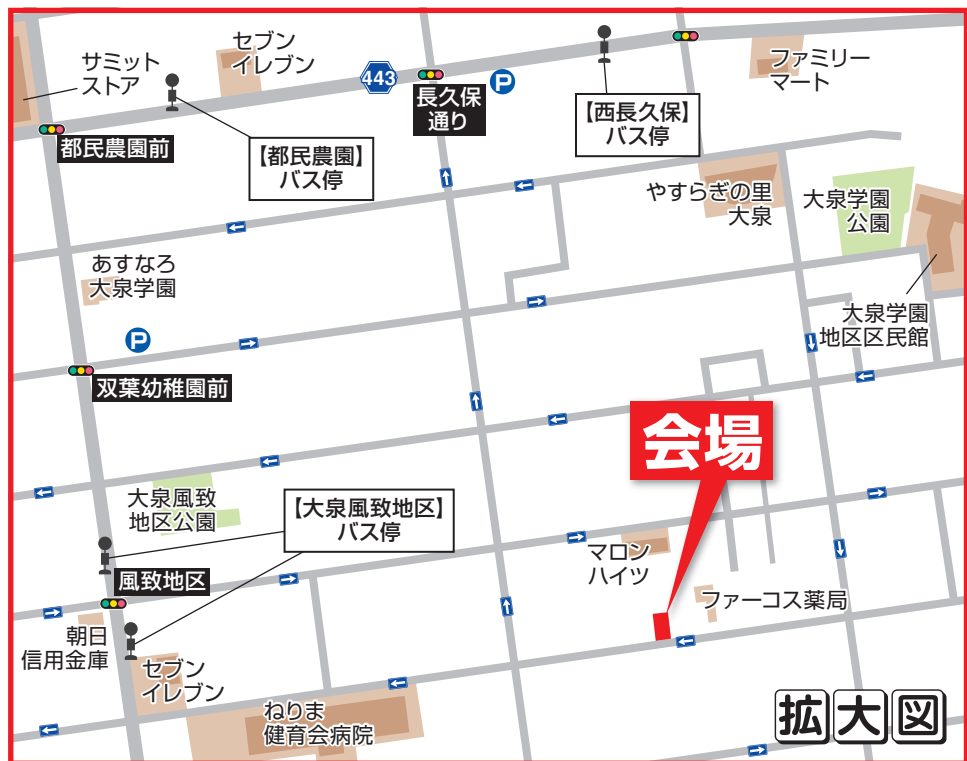 サミット
ストア
セブン
イレブン
443
長久保
通り
P
【西長久保】
バス停
ファミリー
マート
都民農園前
【都民農園】
バス停
やすらぎの里
大泉
大泉学園
公園
あすなろ
大泉学園
大泉学園
地区区民館
P
双葉幼稚園前
会場
大泉風致
地区公園
【大泉風致地区】
バス停
マロン
ハイツ
風致地区
ファーコス薬局
朝日
信用金庫
セブン
イレブン
ねりま
健育会病院
拡大図